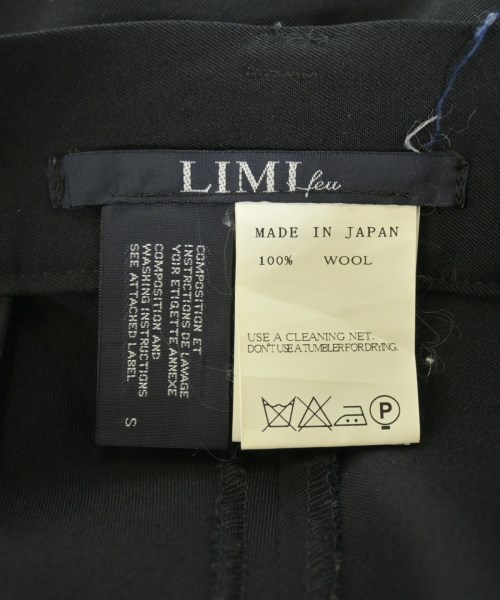 LIMI feu
MADE IN JAPAN
100% WOOL
USE A CLEANING NET.
DON'T USE A TUMBLER FOR DRYING.
P
COMPOSITION ET
INSTRUCTIONS DE LAVAGE
VOIR ETIQUETTE ANNEXE
COMPOSITION AND
WASHING INSTRUCTIONS
SEE ATTACHED LABEL
S